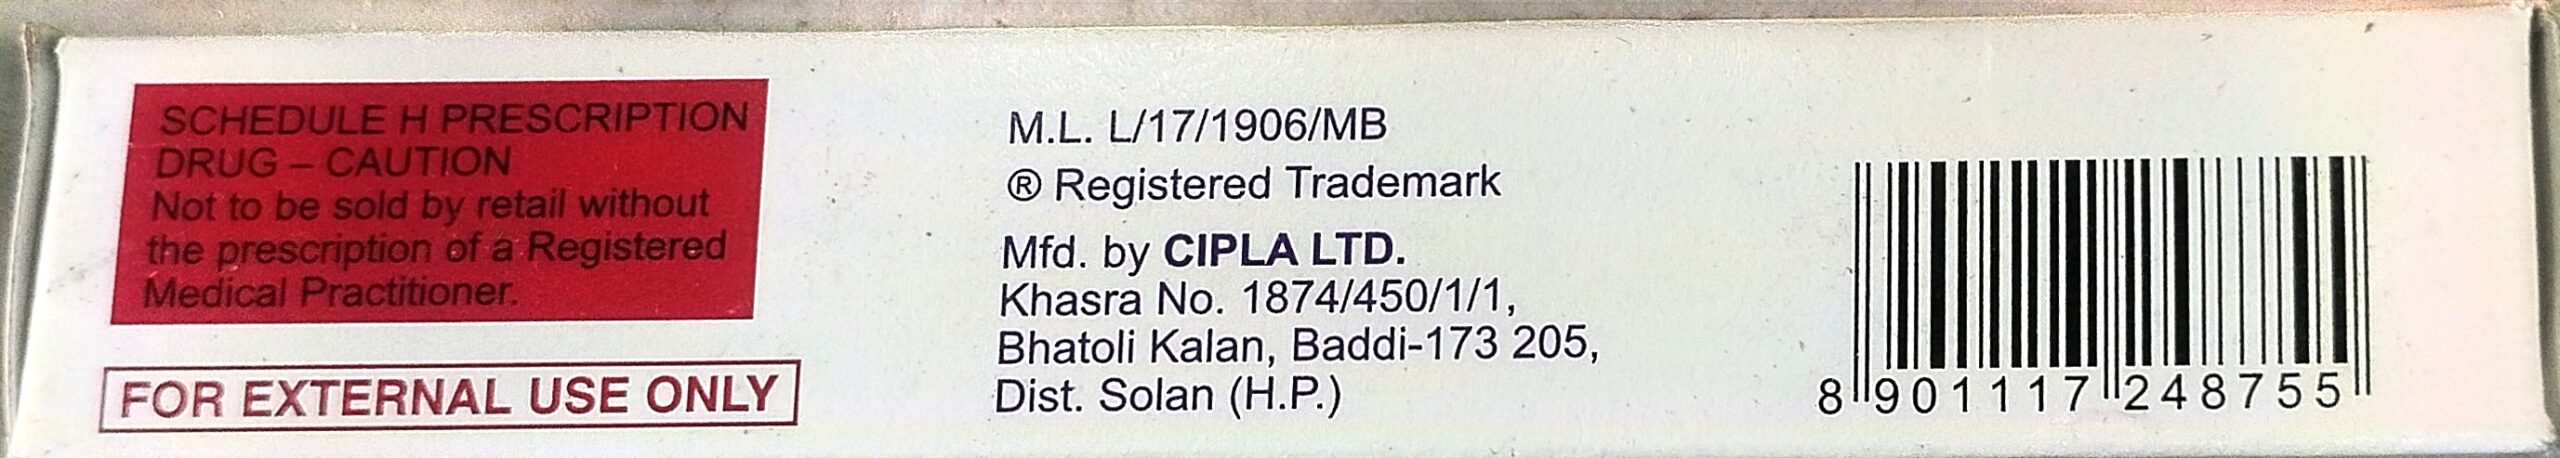 SCHEDULE H PRESCRIPTION
DRUG – CAUTION
Not to be sold by retail without
the prescription of a Registered
Medical Practitioner.
FOR EXTERNAL USE ONLY
M.L. L/17/1906/MB
® Registered Trademark
Mfd. by CIPLA LTD.
Khasra No. 1874/450/1/1,
Bhatoli Kalan, Baddi-173 205,
Dist. Solan (H.P.)
8 901117 248755